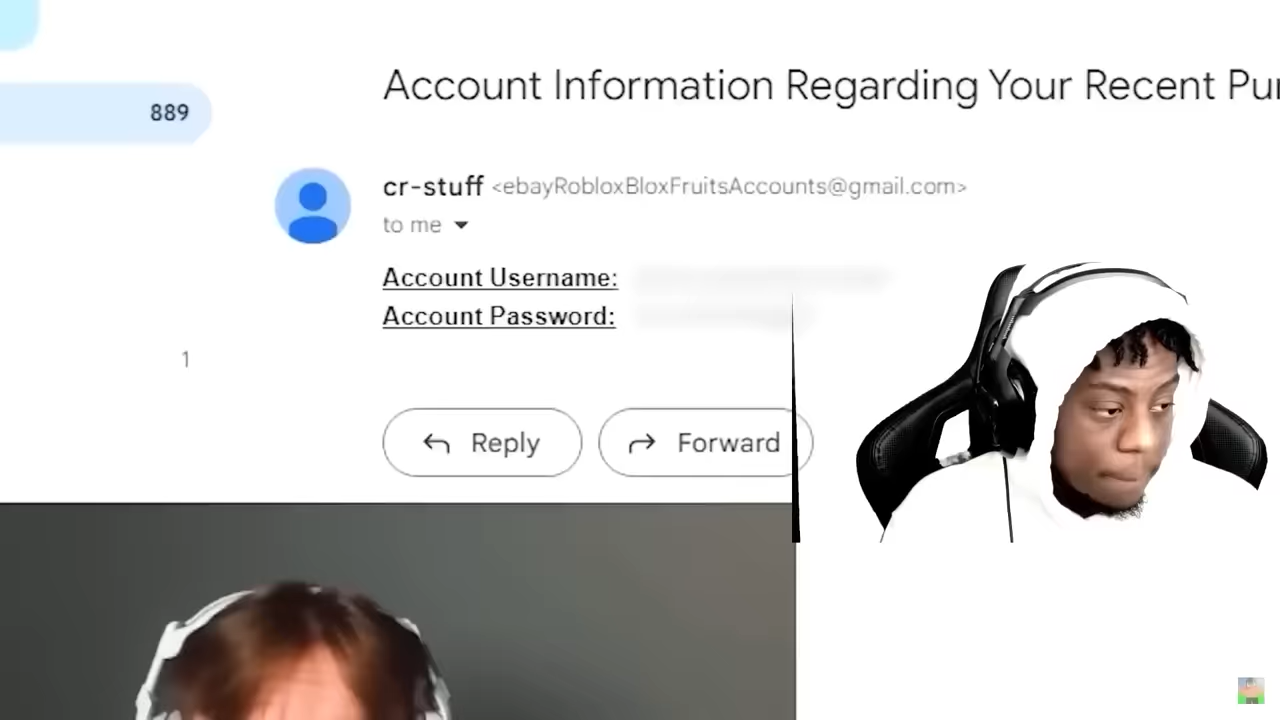 889
Account Information Regarding Your Recent
cr-stuff <ebayRobloxBloxFruitsAccounts@gmail.com>
to me
Account Username:
Account Password:
1
Reply
Forward